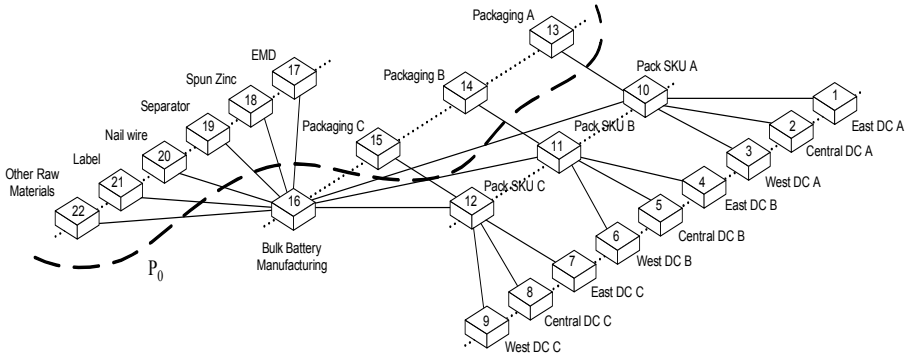 Packaging A
13
EMD
17
Packaging B
14
Pack SKU A
10
1
East DC A
Spun Zinc
18
2
Central DC A
Separator
19
Packaging C
15
Pack SKU B
11
3
West DC A
Nail wire
20
4
East DC B
Label
21
Pack SKU C
12
5
Central DC B
Other Raw
Materials
22
16
Bulk Battery
Manufacturing
6
West DC B
P0
7
East DC C
8
Central DC C
9
West DC C